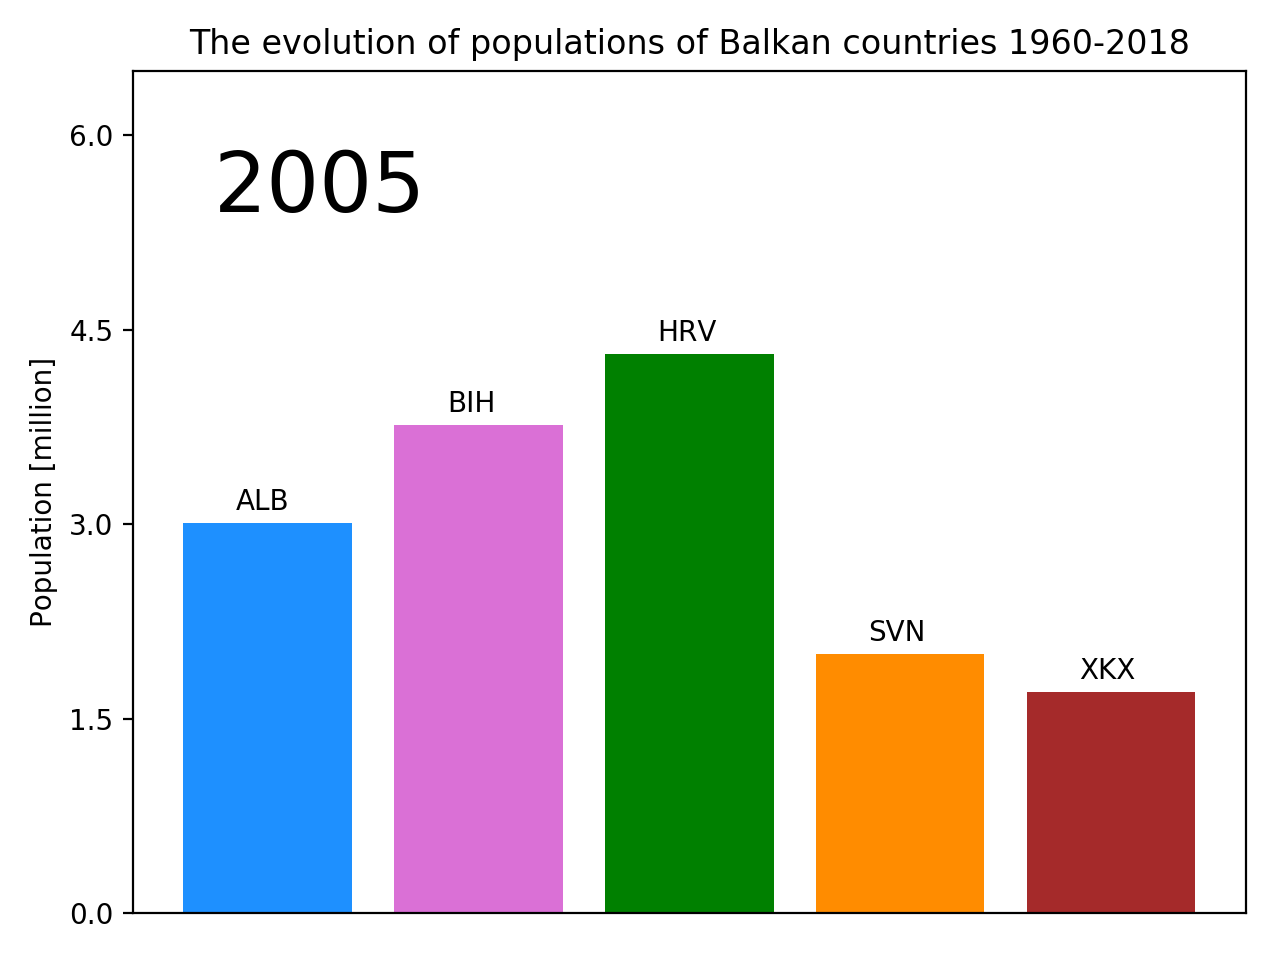 The evolution of populations of Balkan countries 1960-2018
6.0
2005
4.5
HRV
BIH
Population [million]
ALB
3.0
SVN
XKX
1.5
0.0